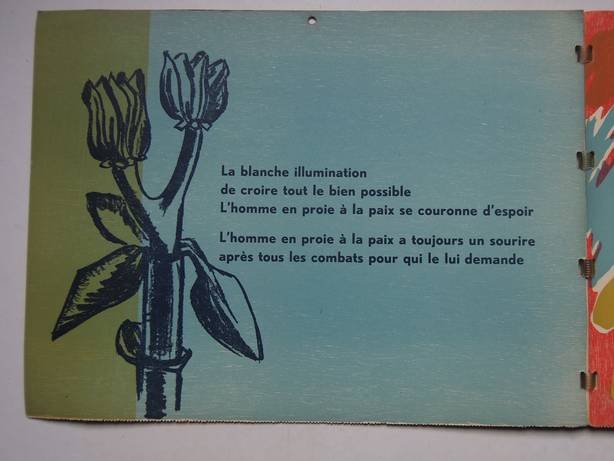 La blanche illumination
de croire tout le bien possible
L'homme en proie à la paix se couronne d'espoir
L'homme en proie à la paix a toujours un sourire
après tous les combats pour qui le lui demande